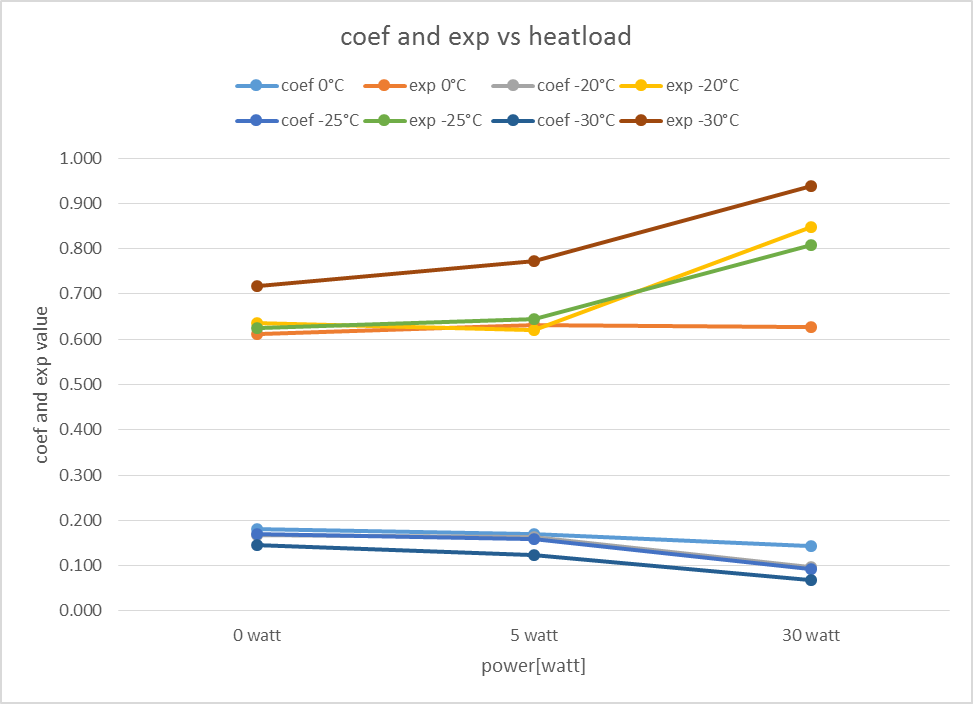 coef and exp vs heatload
coef 0°C exp 0°C coef -20°C exp -20°C
coef -25°C exp -25°C coef -30°C exp -30°C
1.000
0.900
0.800
0.700
0.600
0.500
0.400
0.300
0.200
0.100
0.000
coef and exp value
0 watt 5 watt 30 watt
power[watt]